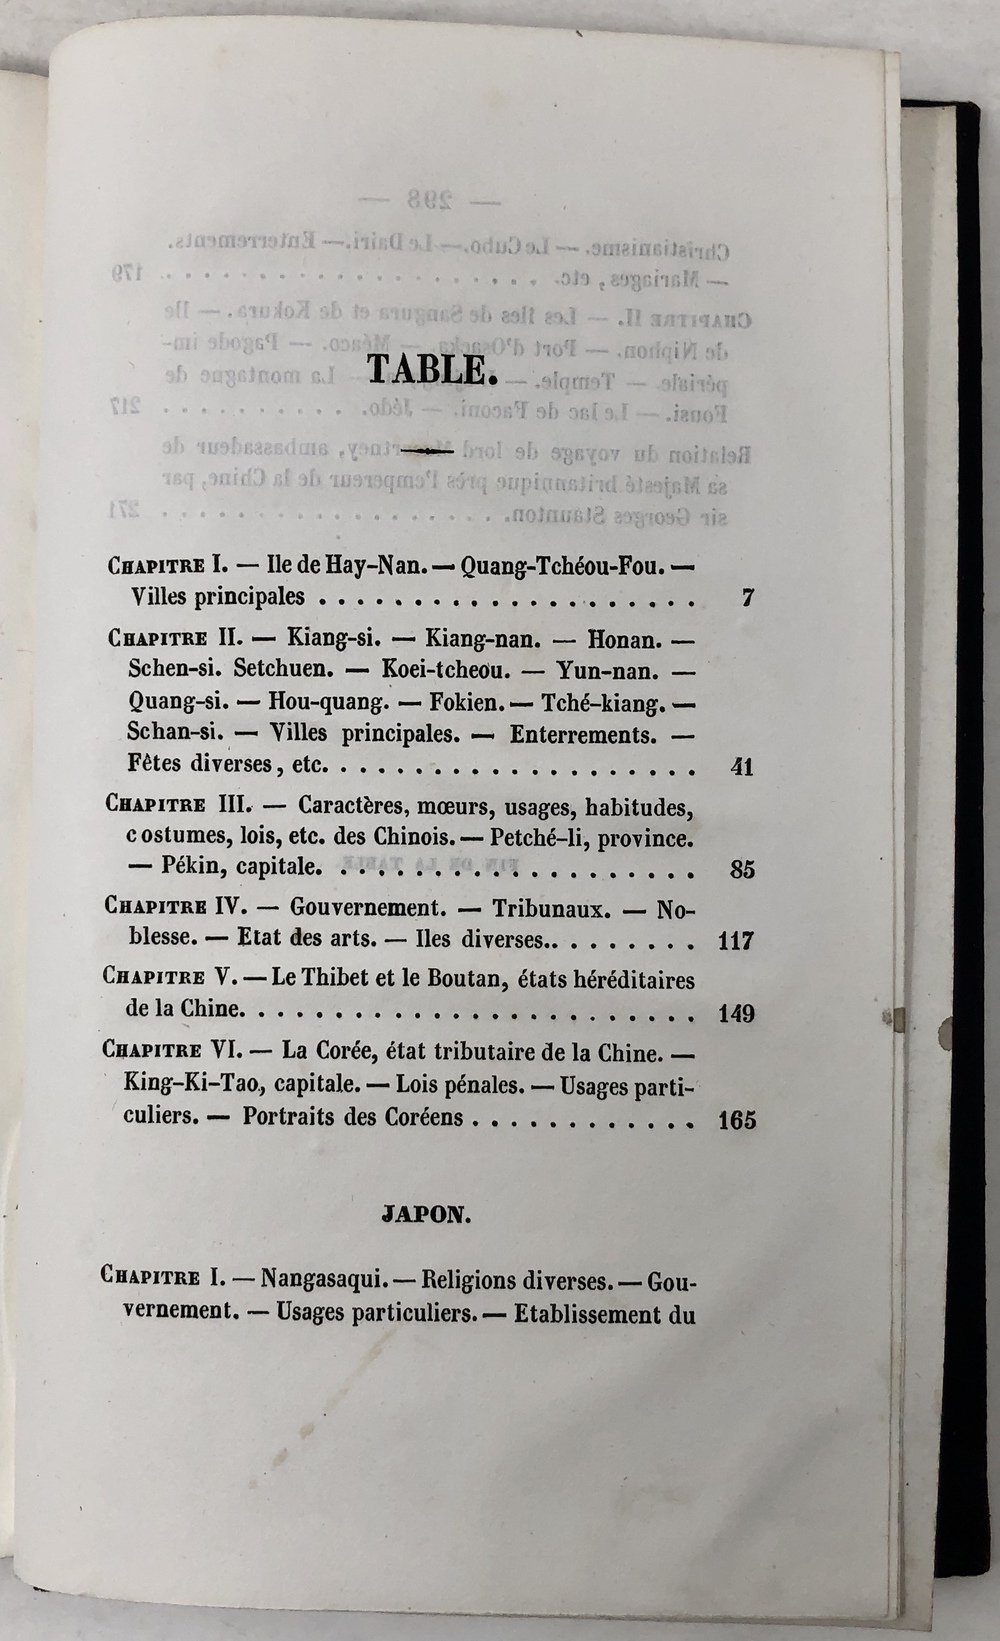 TABLE.
CHAPITRE I. — Ile de Hay-Nan. — Quang-Tchéou-Fou. —
Villes principales . . . . . . . . . . . . . . . . . . . . 7
CHAPITRE II. — Kiang-si. — Kiang-nan. — Honan. —
Schen-si. Setchuen. — Koei-tcheou. — Yun-nan. —
Quang-si. — Hou-quang. — Fokien. — Tché-kiang. —
Schan-si. — Villes principales. — Enterrements. —
Fêtes diverses, etc. . . . . . . . . . . . . . . . . . . . 41
CHAPITRE III. — Caractères, mœurs, usages, habitudes,
costumes, lois, etc. des Chinois. — Petché-li, province.
— Pékin, capitale. . . . . . . . . . . . . . . . . . . . 85
CHAPITRE IV. — Gouvernement. — Tribunaux. — No-
blesse. — Etat des arts. — Iles diverses.. . . . . . . . 117
CHAPITRE V. — Le Thibet et le Boutan, états héréditaires
de la Chine. . . . . . . . . . . . . . . . . . . . . . . . 149
CHAPITRE VI. — La Corée, état tributaire de la Chine. —
King-Ki-Tao, capitale. — Lois pénales. — Usages parti-
culiers. — Portraits des Coréens . . . . . . . . . . . . 165
JAPON.
CHAPITRE I. — Nangasaqui. — Religions diverses. — Gou-
vernement. — Usages particuliers. — Etablissement du